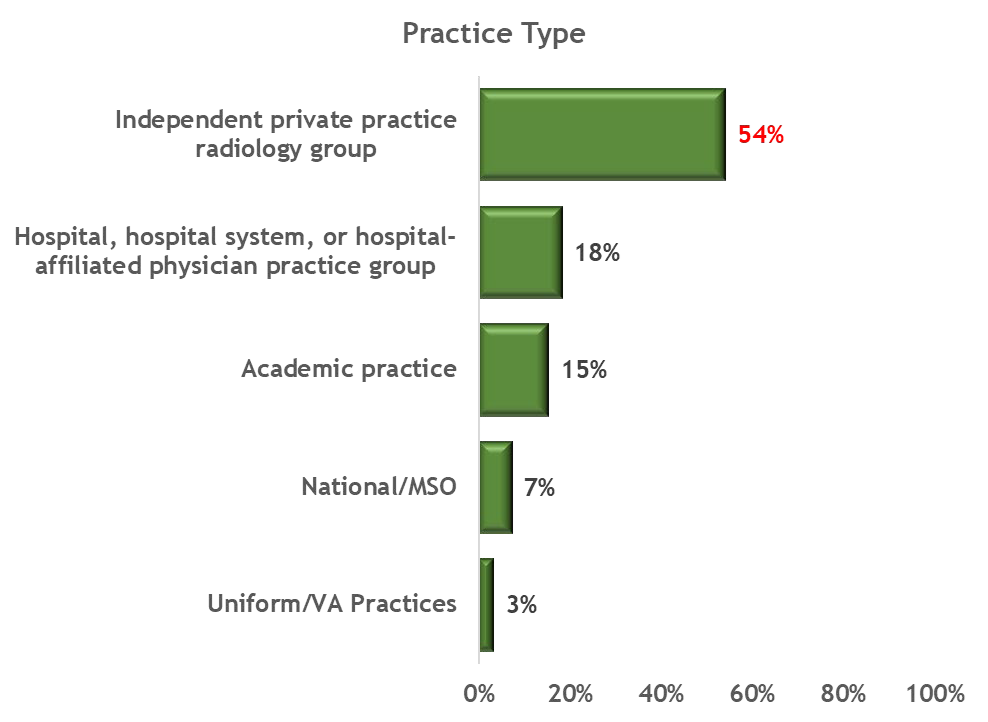 Practice Type
Independent private practice
radiology group
54%
Hospital, hospital system, or hospital-
affiliated physician practice group
18%
Academic practice
15%
National/MSO
7%
Uniform/VA Practices
3%
0% 20% 40% 60% 80% 100%